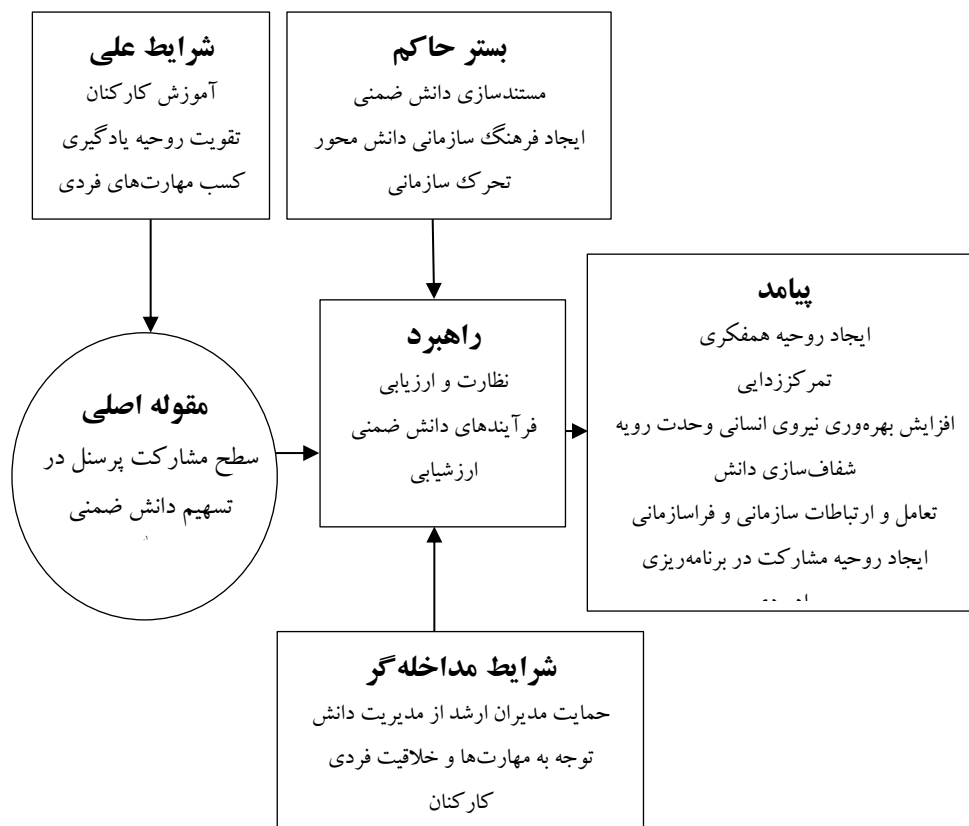 شرایط علی
آموزش کارکنان
تقویت روحیه یادگیری
کسب مهارت‌های فردی
بستر حاکم
مستندسازی دانش ضمنی
ایجاد فرهنگ سازمانی دانش محور
تحرک سازمانی
مقوله اصلی
سطح مشارکت پرسنل در
تسهیم دانش ضمنی
راهبرد
نظارت و ارزیابی
فرآیندهای دانش ضمنی
ارزشیابی
پیامد
ایجاد روحیه همفکری
تمرکززدایی
افزایش بهره‌وری نیروی انسانی وحدت رویه
شفاف‌سازی دانش
تعامل و ارتباطات سازمانی و فراسازمانی
ایجاد روحیه مشارکت در برنامه‌ریزی
شرایط مداخله‌گر
حمایت مدیران ارشد از مدیریت دانش
توجه به مهارت‌ها و خلاقیت فردی
کارکنان